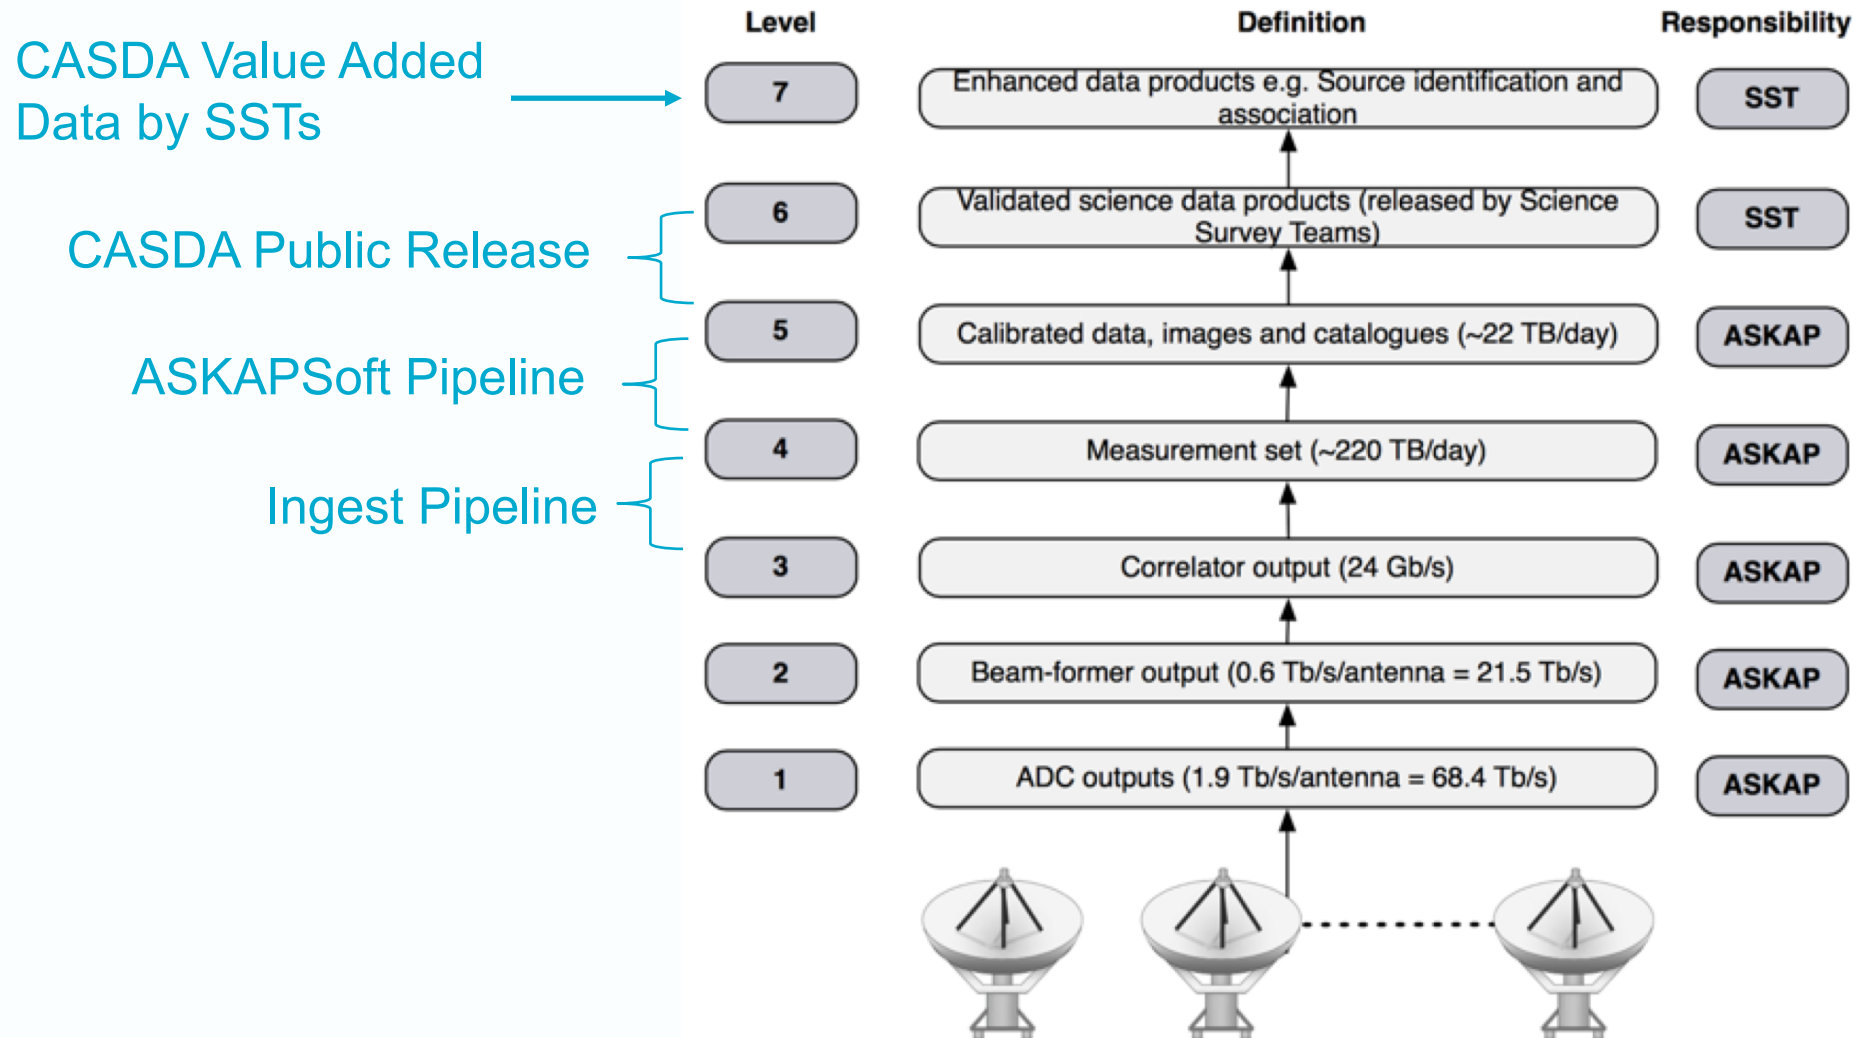 Level Definition Responsibility
CASDA Value Added
Data by SSTs
7 Enhanced data products e.g. Source identification and
association SST
CASDA Public Release
6 Validated science data products (released by Science
Survey Teams) SST
ASKAPSoft Pipeline
5 Calibrated data, images and catalogues (~22 TB/day) ASKAP
Ingest Pipeline
4 Measurement set (~220 TB/day) ASKAP
3 Correlator output (24 Gb/s) ASKAP
2 Beam-former output (0.6 Tb/s/antenna = 21.5 Tb/s) ASKAP
1 ADC outputs (1.9 Tb/s/antenna = 68.4 Tb/s) ASKAP